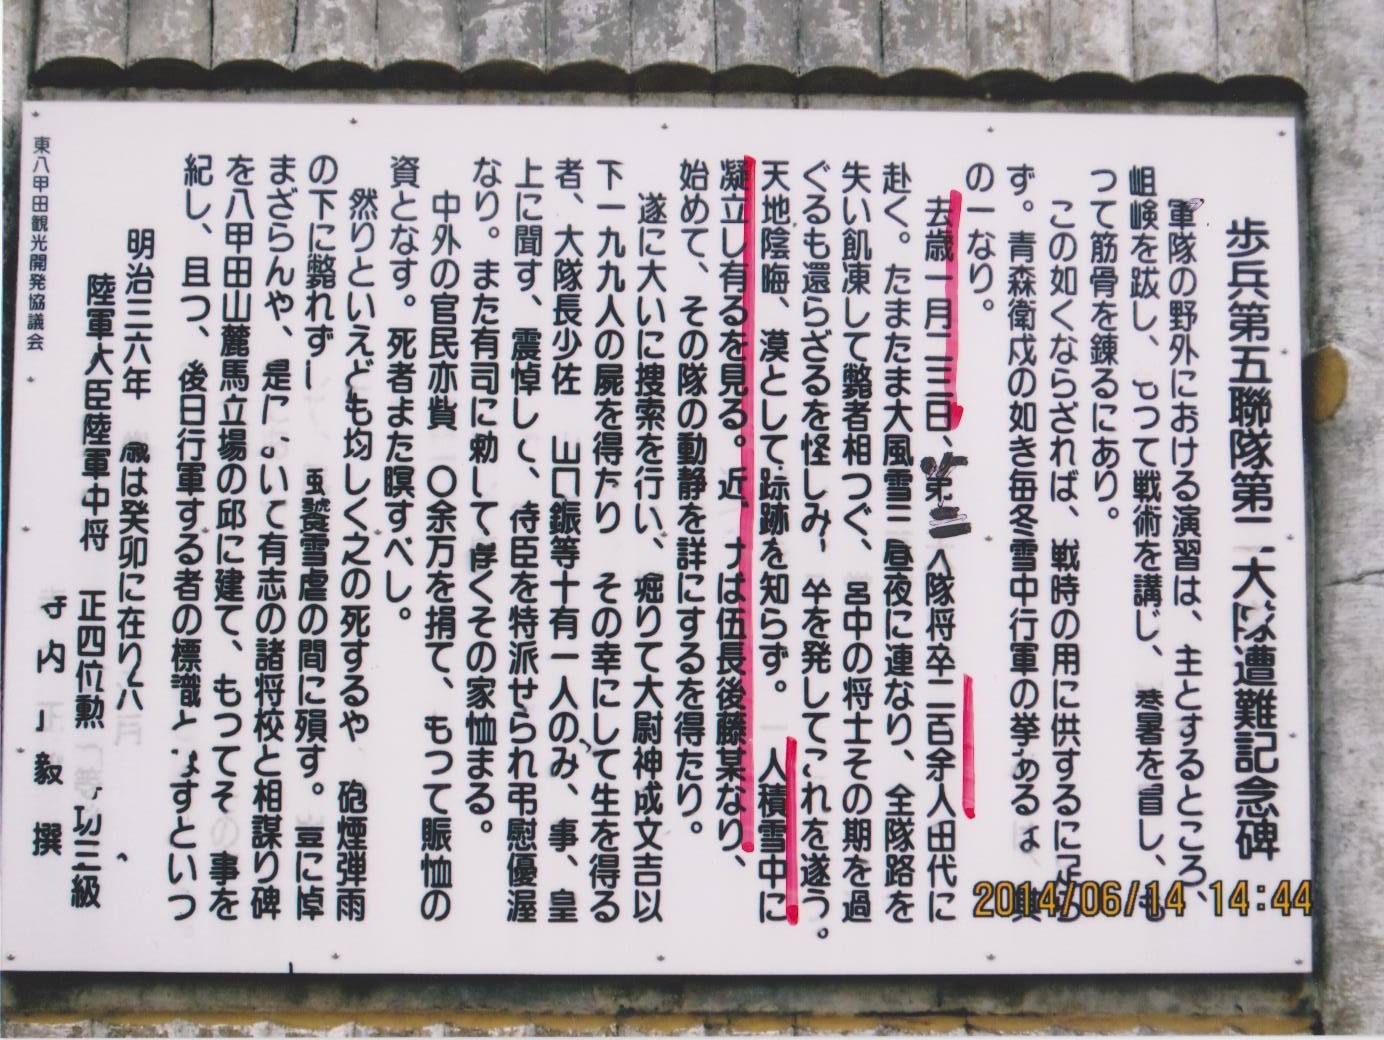 歩兵第五聯隊第二大隊遭難記念碑
軍隊の野外における演習は、主とするところ、
岨峻を跋し、もつて戦術を講じ、寒暑を冒し、も
つて筋骨を錬るにあり。
この如くならざれば、戦時の用に供するに足ら
ず。青森衛戍の如き毎冬雪中行軍の挙あるは
の一なり。
去歳一月二三日、第二 隊将卒二百余人田代に
赴く。たまたま大風雪三昼夜に連なり、全隊路を
失い飢凍して斃者相つぐ、営中の将士その期を過
ぐるも還らざるを怪しみ、卒を発してこれを遂う。
天地陰晦、漠として踪跡を知らず。一人積雪中に
凝立し有るを見る。近 けば伍長後藤某なり、
始めて、その隊の動静を詳にするを得たり。
遂に大いに捜索を行い、堀りて大尉神成文吉以
下一九九人の屍を得たり その幸にして生を得る
者、大隊長少佐 山口鋠等十有一人のみ、事、皇
上に聞す、震悼して、侍臣を特派せられ弔慰優渥
なり。また有司に勅して厚くその家恤まる。
中外の官民亦貲 〇余万を捐て、もつて賑恤の
資となす。死者また瞑すべし。
然りといえども均しく之の死するや 砲煙弾雨
の下に斃れずし 饕雪虐の間に殞す。豈に悼
まざらんや、是に いて有志の諸将校と相謀り碑
を八甲田山麓馬立場の邱に建て、もつてその事を
紀し、且つ、後日行軍する者の標識と ますといつ
明治三六年 歳は癸卯に在り六月
陸軍大臣陸軍中将 正四位勲 功三級
寺内正毅 撰
東八甲田観光開発協議会
2014/06/14 14:44